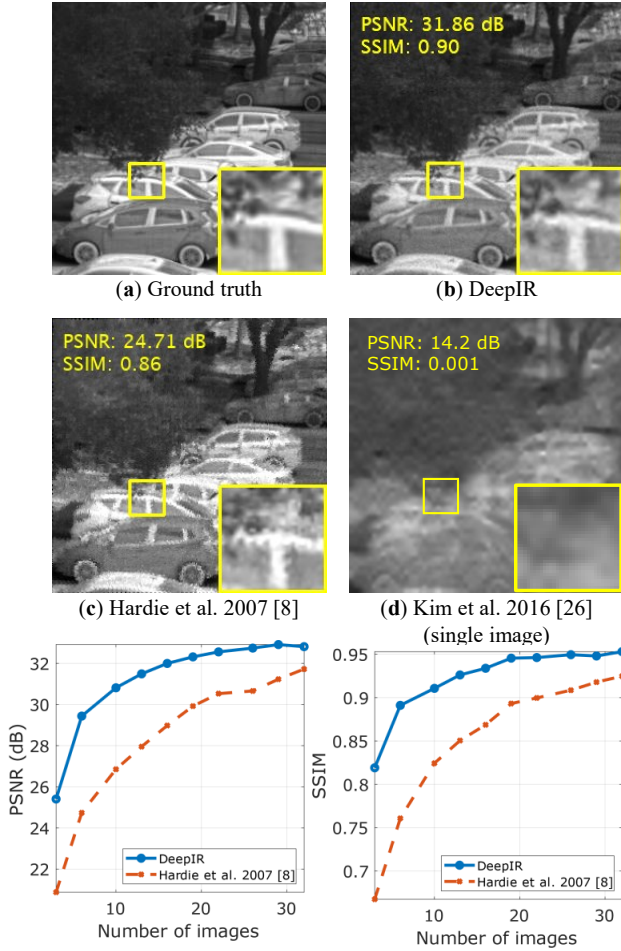 PSNR: 31.86 dB
SSIM: 0.90
(a) Ground truth
(b) DeepIR
PSNR: 24.71 dB
SSIM: 0.86
PSNR: 14.2 dB
SSIM: 0.001
(c) Hardie et al. 2007 [8]
(d) Kim et al. 2016 [26]
(single image)
PSNR (dB)
32
30
28
26
24
22
10
20
30
Number of images
DeepIR
Hardie et al. 2007 [8]
SSIM
0.95
0.9
0.85
0.8
0.75
0.7
10
20
30
Number of images
DeepIR
Hardie et al. 2007 [8]